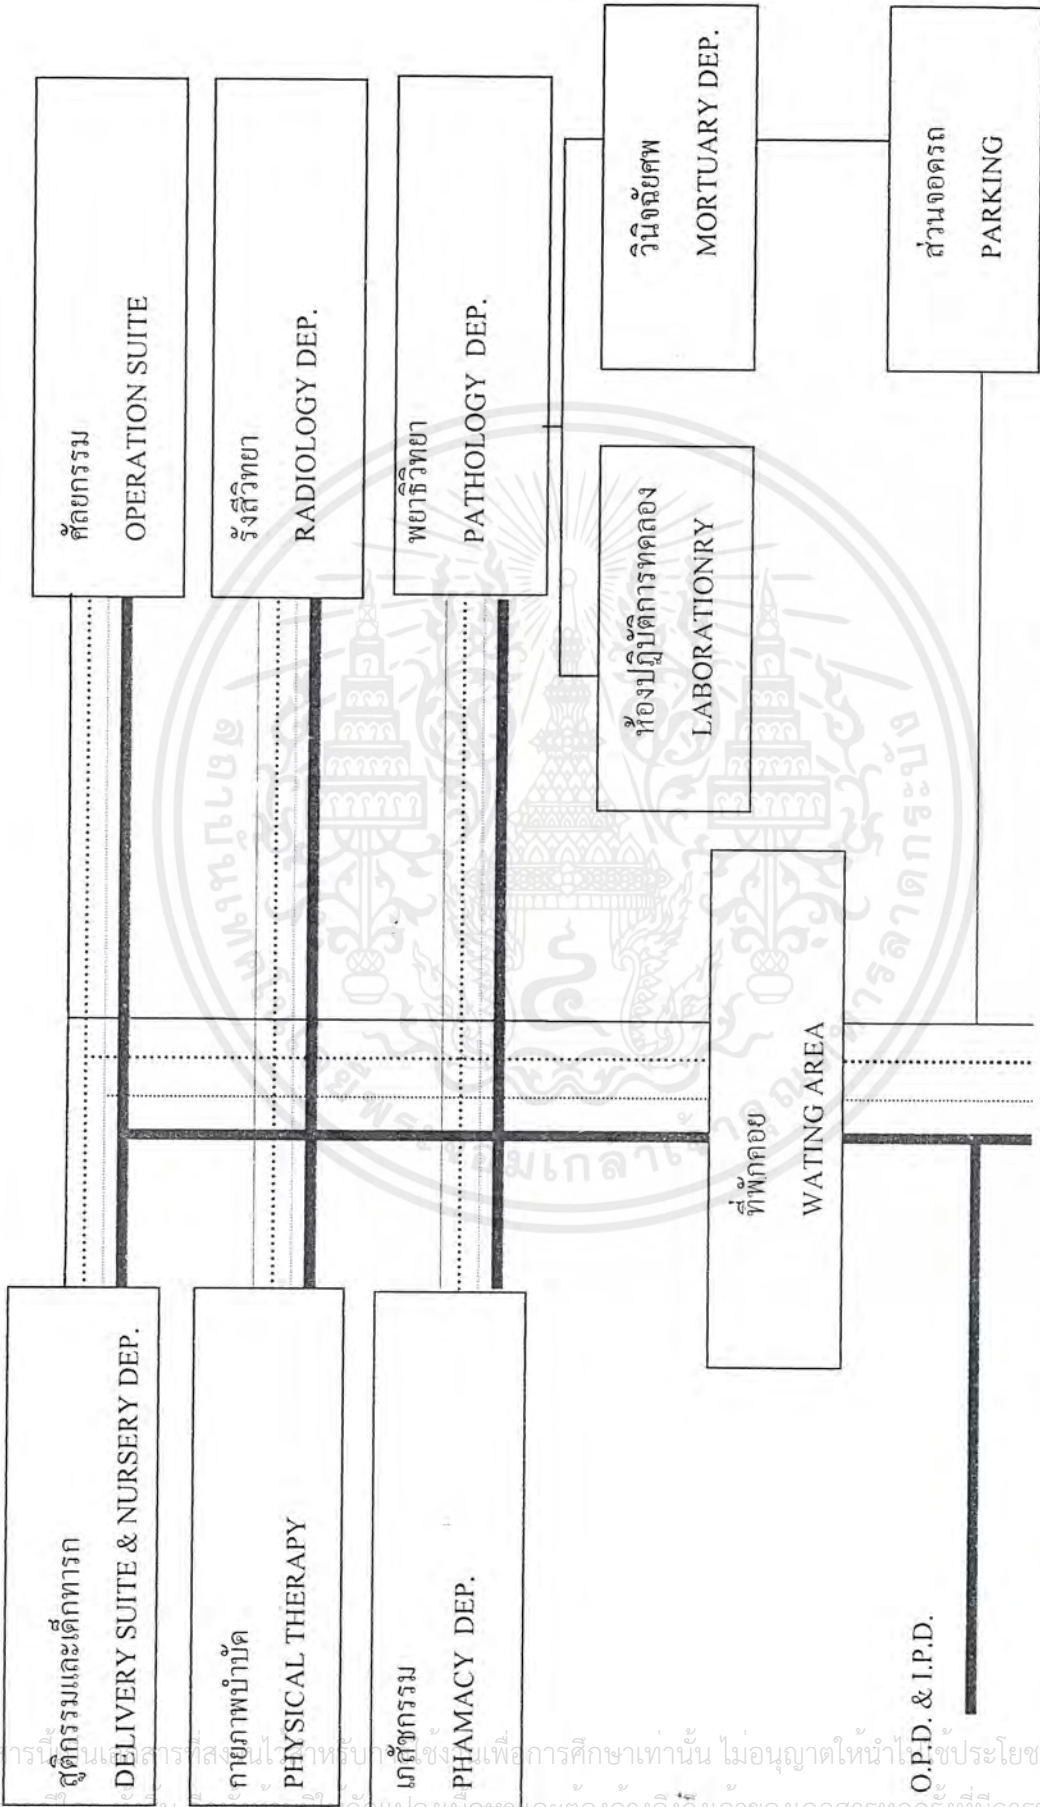 สูติกรรมและเด็กทารก
DELIVERY SUITE & NURSERY DEP.
ศัลยกรรม
OPERATION SUITE
กายภาพบำบัด
PHYSICAL THERAPY
รังสีวิทยา
RADIOLOGY DEP.
เภสัชกรรม
PHAMACY DEP.
พยาธิวิทยา
PATHOLOGY DEP.
ห้องปฏิบัติการทดลอง
LABORATIONRY
วินิจฉัยศพ
MORTUARY DEP.
ที่พักคอย
WATING AREA
ส่วนจอดรถ
PARKING
O.P.D. & I.P.D.